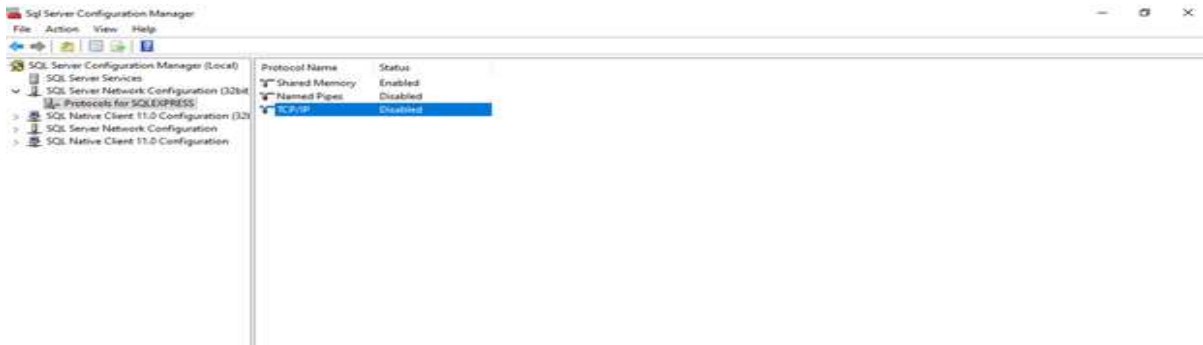 Sql Server Configuration Manager
File Action View Help
SQL Server Configuration Manager (Local)
SQL Server Services
SQL Server Network Configuration (32bit
Protocols for SQLEXPRESS
SQL Native Client 11.0 Configuration (32b
SQL Server Network Configuration
SQL Native Client 11.0 Configuration
Protocol Name Status
Shared Memory Enabled
Named Pipes Disabled
TCP/IP Disabled